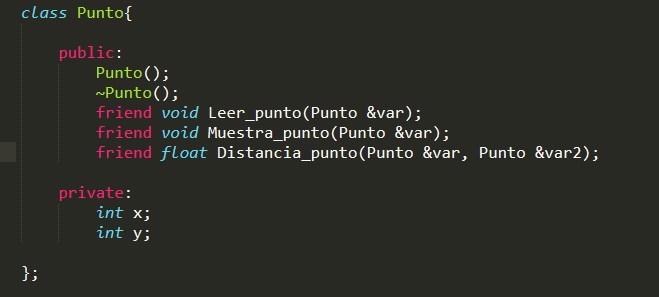 class Punto{
public:
Punto();
~Punto();
friend void Leer_punto(Punto &var);
friend void Muestra_punto(Punto &var);
friend float Distancia_punto(Punto &var, Punto &var2);
private:
int x;
int y;
};